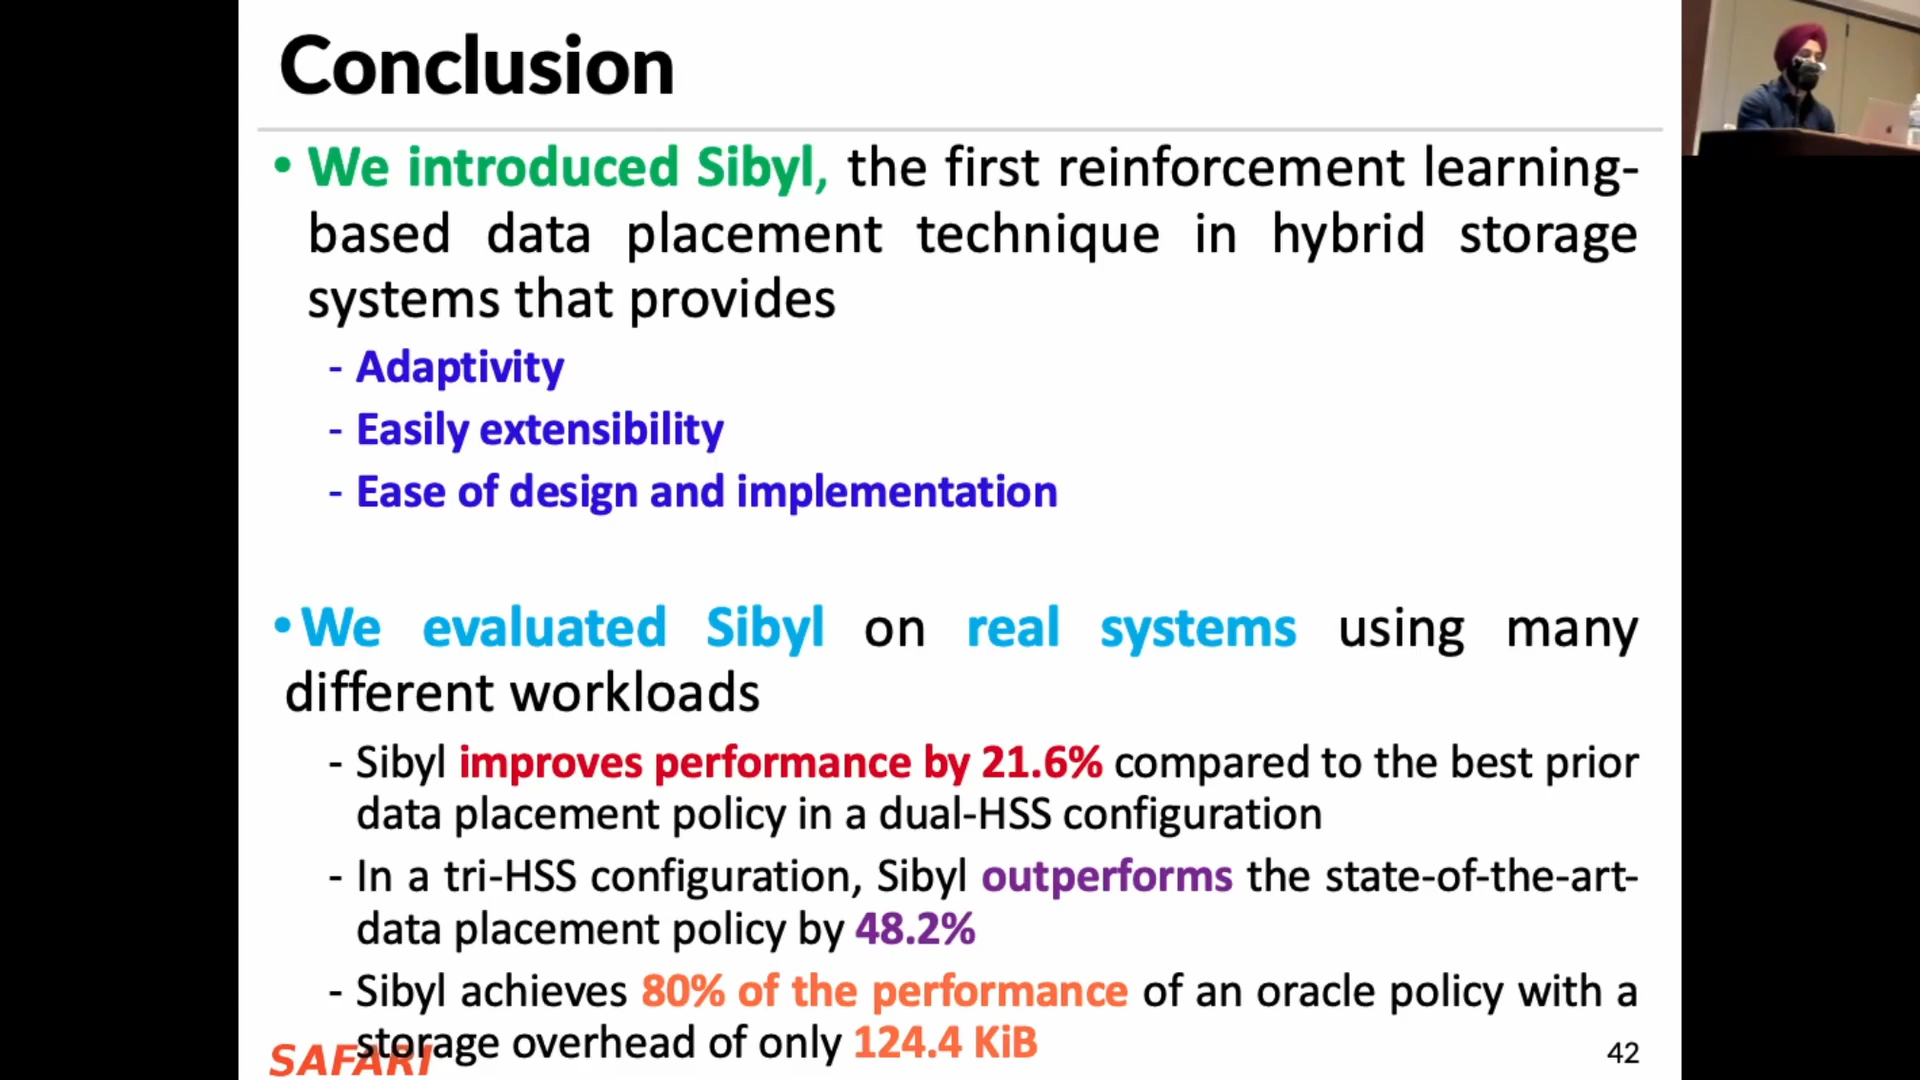 Conclusion
• We introduced Sibyl, the first reinforcement learning-
based data placement technique in hybrid storage
systems that provides
- Adaptivity
- Easily extensibility
- Ease of design and implementation
• We evaluated Sibyl on real systems using many
different workloads
- Sibyl improves performance by 21.6% compared to the best prior
data placement policy in a dual-HSS configuration
- In a tri-HSS configuration, Sibyl outperforms the state-of-the-art-
data placement policy by 48.2%
- Sibyl achieves 80% of the performance of an oracle policy with a
storage overhead of only 124.4 KiB
SAFARI
42